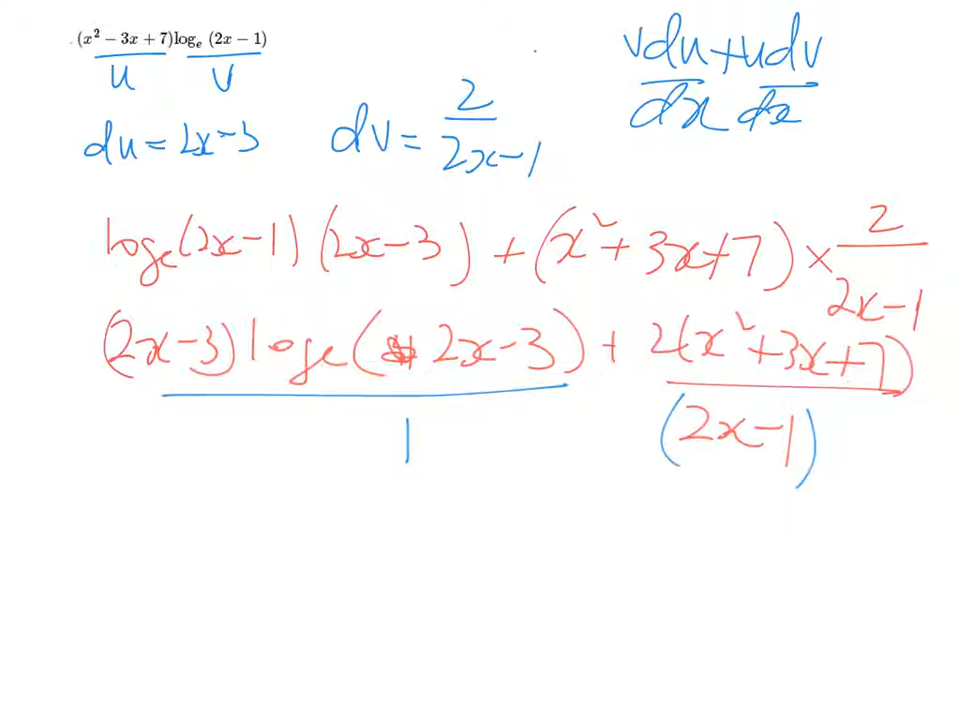 (x² − 3x + 7)logₑ (2x − 1)
u v
du = 2x−3 dv = 2/(2x−1) v du/dx + u dv/dx
logₑ(2x−1)(2x−3) + (x² + 3x+7) × 2/(2x−1)
(2x−3) logₑ(2x−3)/1 + 2(x²+3x+7)/(2x−1)